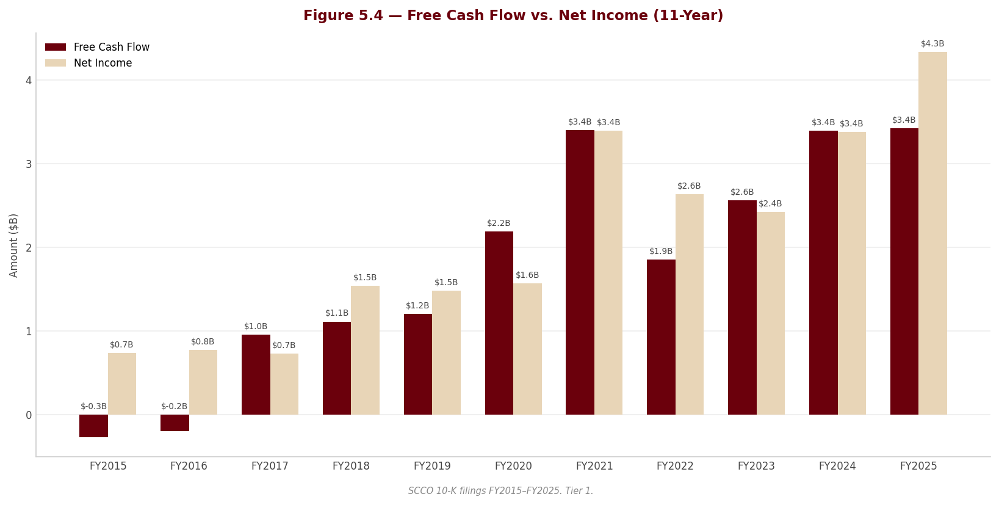 Figure 5.4 — Free Cash Flow vs. Net Income (11-Year)
Free Cash Flow
Net Income
Amount ($B)
4
3
2
1
0
$-0.3B
$0.7B
$-0.2B
$0.8B
$1.0B
$0.7B
$1.1B
$1.5B
$1.2B
$1.5B
$2.2B
$1.6B
$3.4B
$3.4B
$1.9B
$2.6B
$2.6B
$2.4B
$3.4B
$3.4B
$3.4B
$4.3B
FY2015 FY2016 FY2017 FY2018 FY2019 FY2020 FY2021 FY2022 FY2023 FY2024 FY2025
SCCO 10-K filings FY2015–FY2025. Tier 1.